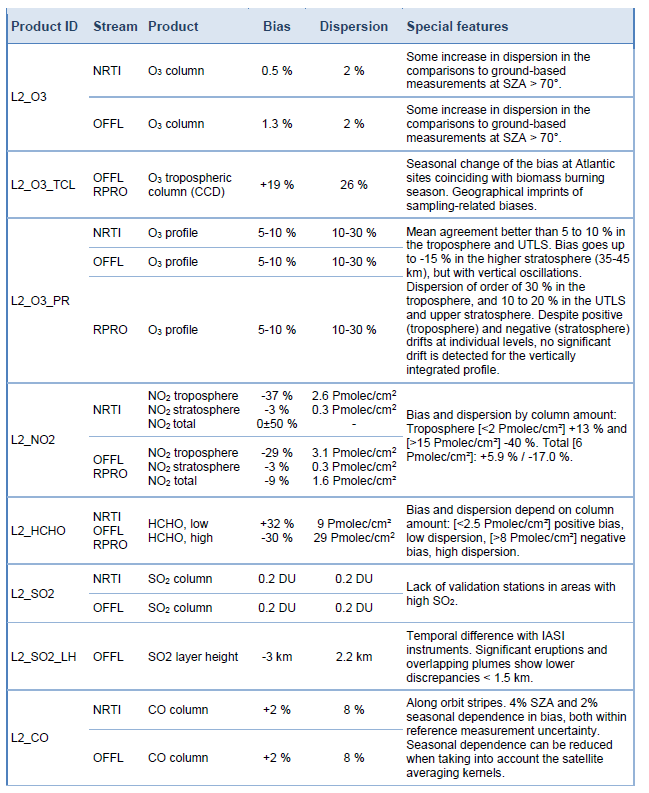 Product ID Stream Product Bias Dispersion Special features
L2_O3
NRTI O₃ column 0.5 % 2 %
Some increase in dispersion in the
comparisons to ground-based
measurements at SZA > 70°.
OFFL O₃ column 1.3 % 2 %
Some increase in dispersion in the
comparisons to ground-based
measurements at SZA > 70°.
L2_O3_TCL
OFFL
RPRO
O₃ tropospheric
column (CCD)
+19 % 26 %
Seasonal change of the bias at Atlantic
sites coinciding with biomass burning
season. Geographical imprints of
sampling-related biases.
L2_O3_PR
NRTI O₃ profile 5-10 % 10-30 %
OFFL O₃ profile 5-10 % 10-30 %
RPRO O₃ profile 5-10 % 10-30 %
Mean agreement better than 5 to 10 % in
the troposphere and UTLS. Bias goes up
to -15 % in the higher stratosphere (35-45
km), but with vertical oscillations.
Dispersion of order of 30 % in the
troposphere, and 10 to 20 % in the UTLS
and upper stratosphere. Despite positive
(troposphere) and negative (stratosphere)
drifts at individual levels, no significant
drift is detected for the vertically
integrated profile.
L2_NO2
NRTI
NO₂ troposphere -37 % 2.6 Pmolec/cm²
NO₂ stratosphere -3 % 0.3 Pmolec/cm²
NO₂ total 0±50 % -
OFFL
RPRO
NO₂ troposphere -29 % 3.1 Pmolec/cm²
NO₂ stratosphere -3 % 0.3 Pmolec/cm²
NO₂ total -9 % 1.6 Pmolec/cm²
Bias and dispersion by column amount:
Troposphere [<2 Pmolec/cm²] +13 % and
[>15 Pmolec/cm²] -40 %. Total [6
Pmolec/cm²]: +5.9 % / -17.0 %.
L2_HCHO
NRTI
OFFL
RPRO
HCHO, low +32 % 9 Pmolec/cm²
HCHO, high -30 % 29 Pmolec/cm²
Bias and dispersion depend on column
amount: [<2.5 Pmolec/cm²] positive bias,
low dispersion, [>8 Pmolec/cm²] negative
bias, high dispersion.
L2_SO2
NRTI SO₂ column 0.2 DU 0.2 DU
OFFL SO₂ column 0.2 DU 0.2 DU
Lack of validation stations in areas with
high SO₂.
L2_SO2_LH OFFL SO2 layer height -3 km 2.2 km
Temporal difference with IASI
instruments. Significant eruptions and
overlapping plumes show lower
discrepancies < 1.5 km.
L2_CO
NRTI CO column +2 % 8 %
OFFL CO column +2 % 8 %
Along orbit stripes. 4% SZA and 2%
seasonal dependence in bias, both within
reference measurement uncertainty.
Seasonal dependence can be reduced
when taking into account the satellite
averaging kernels.